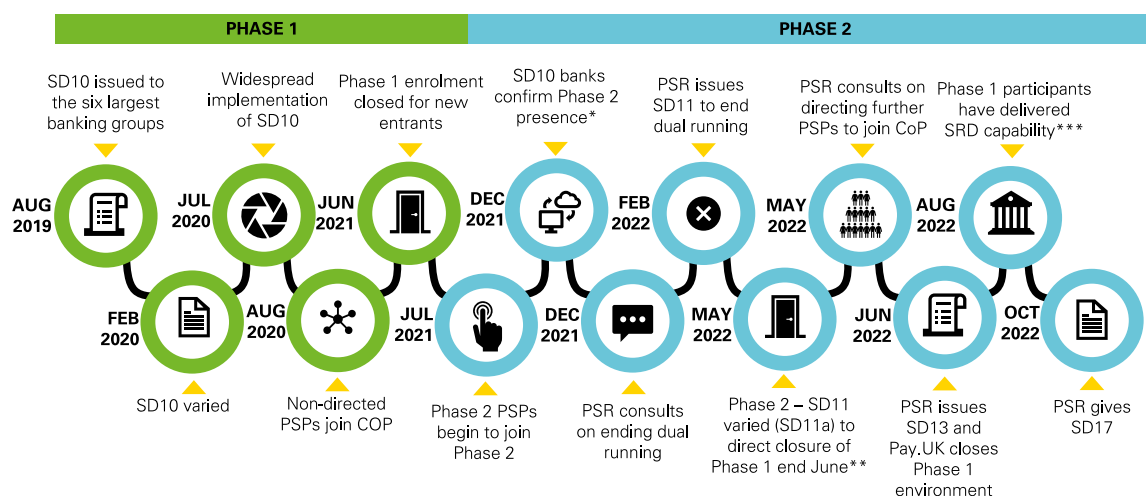 PHASE 1
PHASE 2
SD10 issued to
the six largest
banking groups
Widespread
implementation
of SD10
Phase 1 enrolment
closed for new
entrants
SD10 banks
confirm Phase 2
presence*
PSR issues
SD11 to end
dual running
PSR consults on
directing further
PSPs to join CoP
Phase 1 participants
have delivered
SRD capability***
AUG
2019
JUL
2020
JUN
2021
DEC
2021
FEB
2022
MAY
2022
AUG
2022
FEB
2020
AUG
2020
JUL
2021
DEC
2021
MAY
2022
JUN
2022
OCT
2022
SD10 varied
Non-directed
PSPs join COP
Phase 2 PSPs
begin to join
Phase 2
PSR consults
on ending dual
running
Phase 2 – SD11
varied (SD11a) to
direct closure of
Phase 1 end June**
PSR issues
SD13 and
Pay.UK closes
Phase 1
environment
PSR gives
SD17